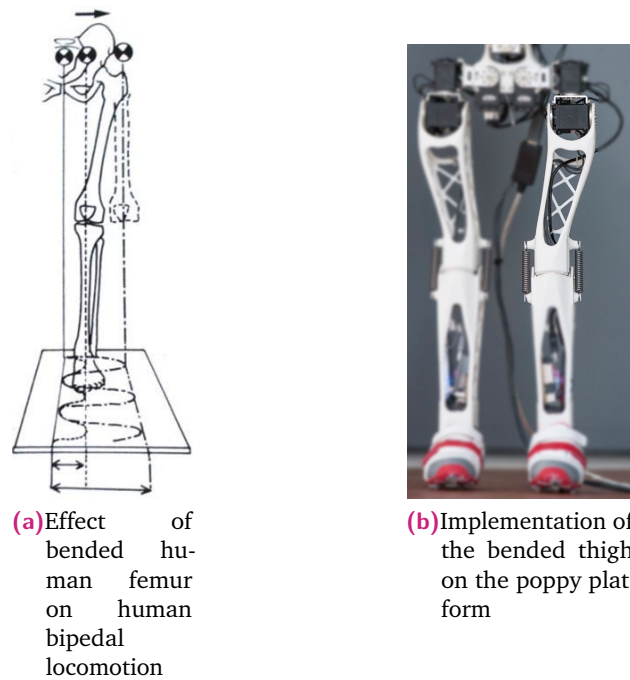 (a)Effect of
bended hu-
man femur
on human
bipedal
locomotion
(b)Implementation of
the bended thigh
on the poppy plat
form